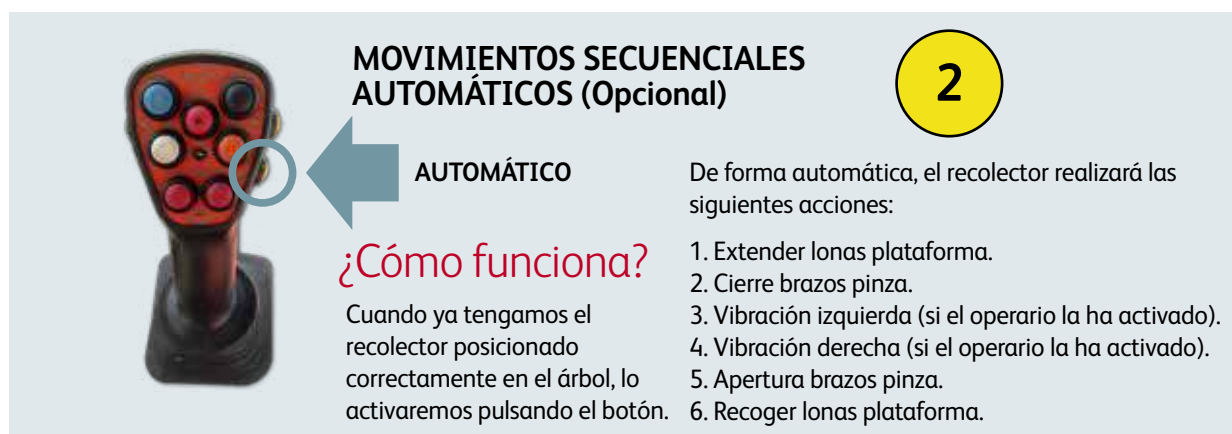 MOVIMIENTOS SECUENCIALES
AUTOMÁTICOS (Opcional)
2
AUTOMÁTICO
¿Cómo funciona?
Cuando ya tengamos el
recolector posicionado
correctamente en el árbol, lo
activaremos pulsando el botón.
De forma automática, el recolector realizará las
siguientes acciones:
1. Extender lonas plataforma.
2. Cierre brazos pinza.
3. Vibración izquierda (si el operario la ha activado).
4. Vibración derecha (si el operario la ha activado).
5. Apertura brazos pinza.
6. Recoger lonas plataforma.